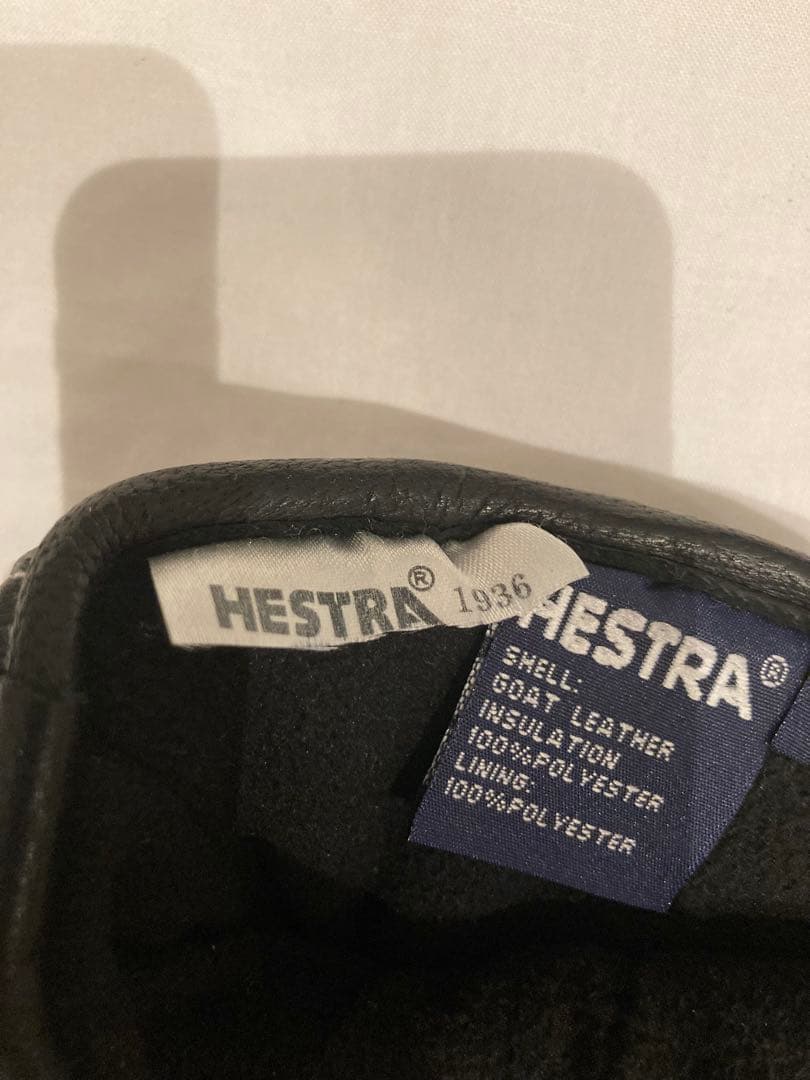 HESTRA® 1936
HESTRA®
SHELL:
GOAT LEATHER
INSULATION
100%POLYESTER
LINING:
100%POLYESTER